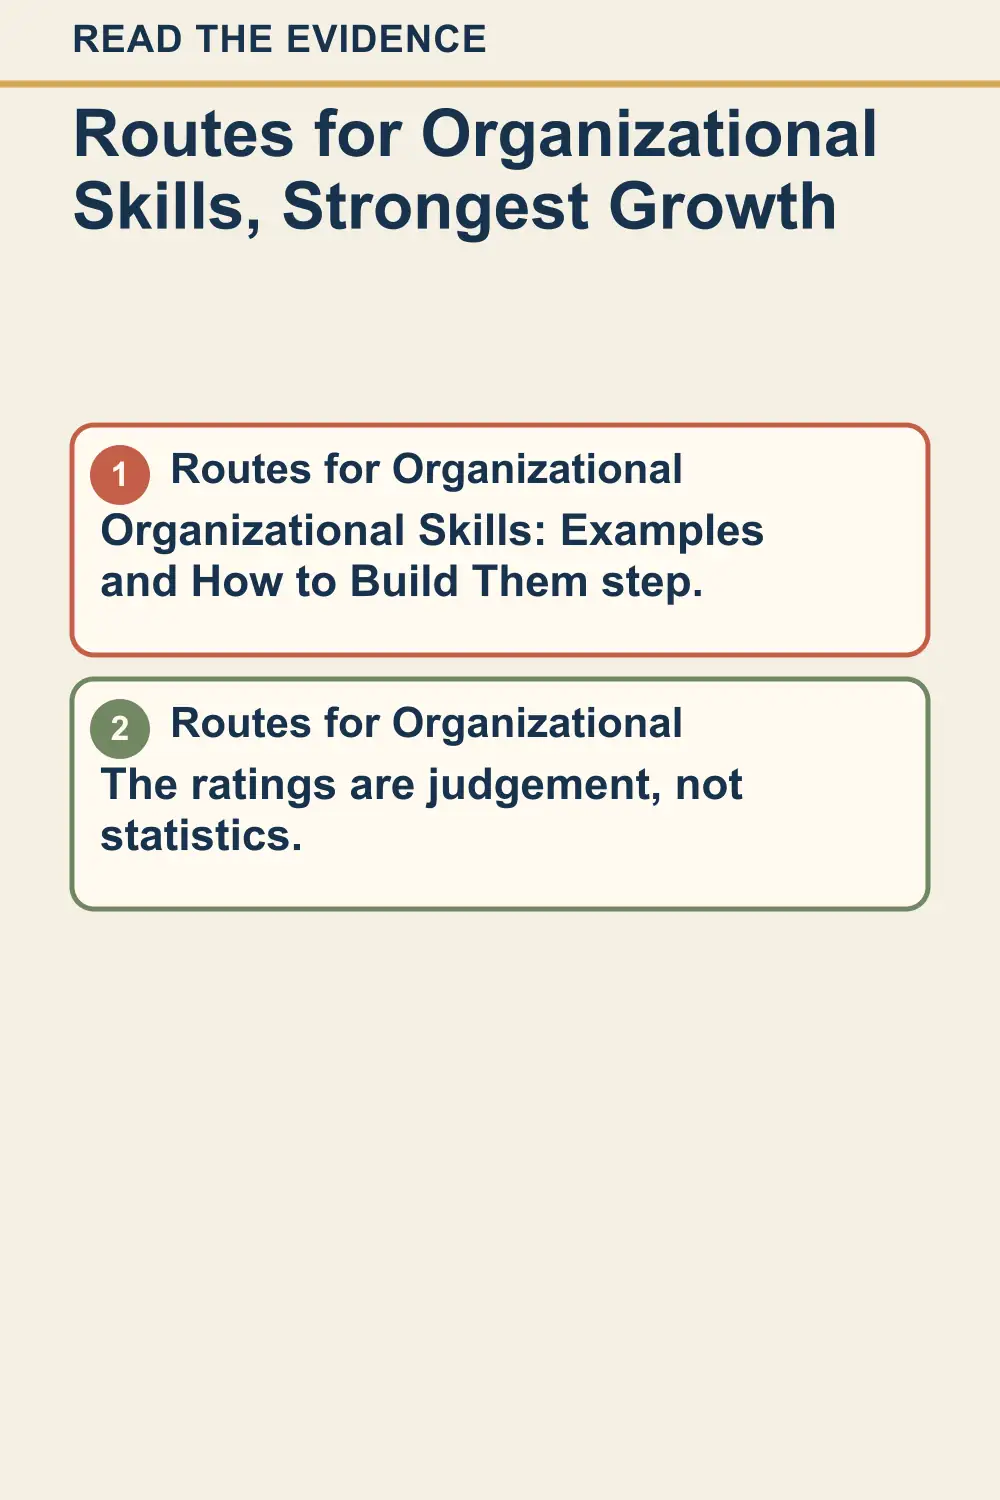 READ THE EVIDENCE
Routes for Organizational
Skills, Strongest Growth
1 Routes for Organizational
Organizational Skills: Examples
and How to Build Them step.
2 Routes for Organizational
The ratings are judgement, not
statistics.